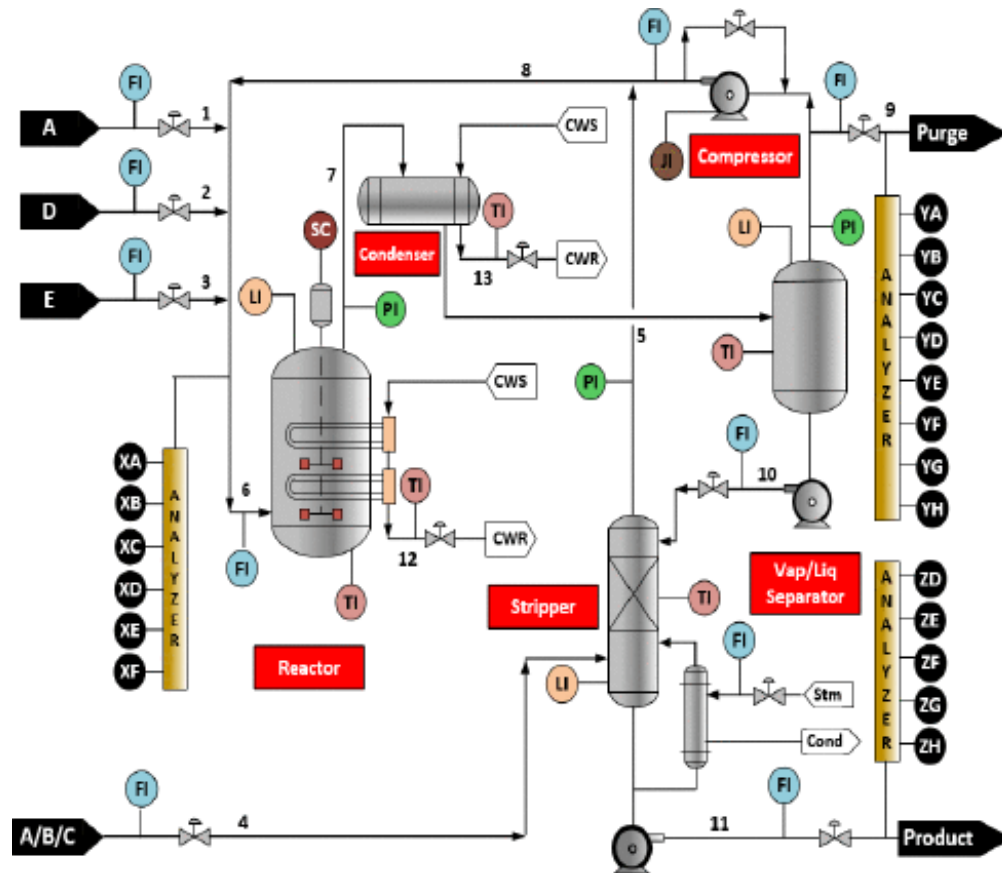 FI
8
FI
9
A
FI
1
CWS
Compressor
JI
Purge
D
FI
2
7
TI
SC
Condenser
CWR
13
LI
PI
YA
YB
YC
YD
YE
YF
YG
YH
ANALYZER
E
FI
3
LI
PI
5
TI
CWS
PI
XA
XB
XC
XD
XE
XF
ANALYZER
6
FI
TI
12
CWR
TI
Reactor
FI
10
Stripper
TI
Vap/Liq
Separator
FI
LI
Stm
Cond
ZD
ZE
ZF
ZG
ZH
ANALYZER
A/B/C
FI
4
11
FI
Product